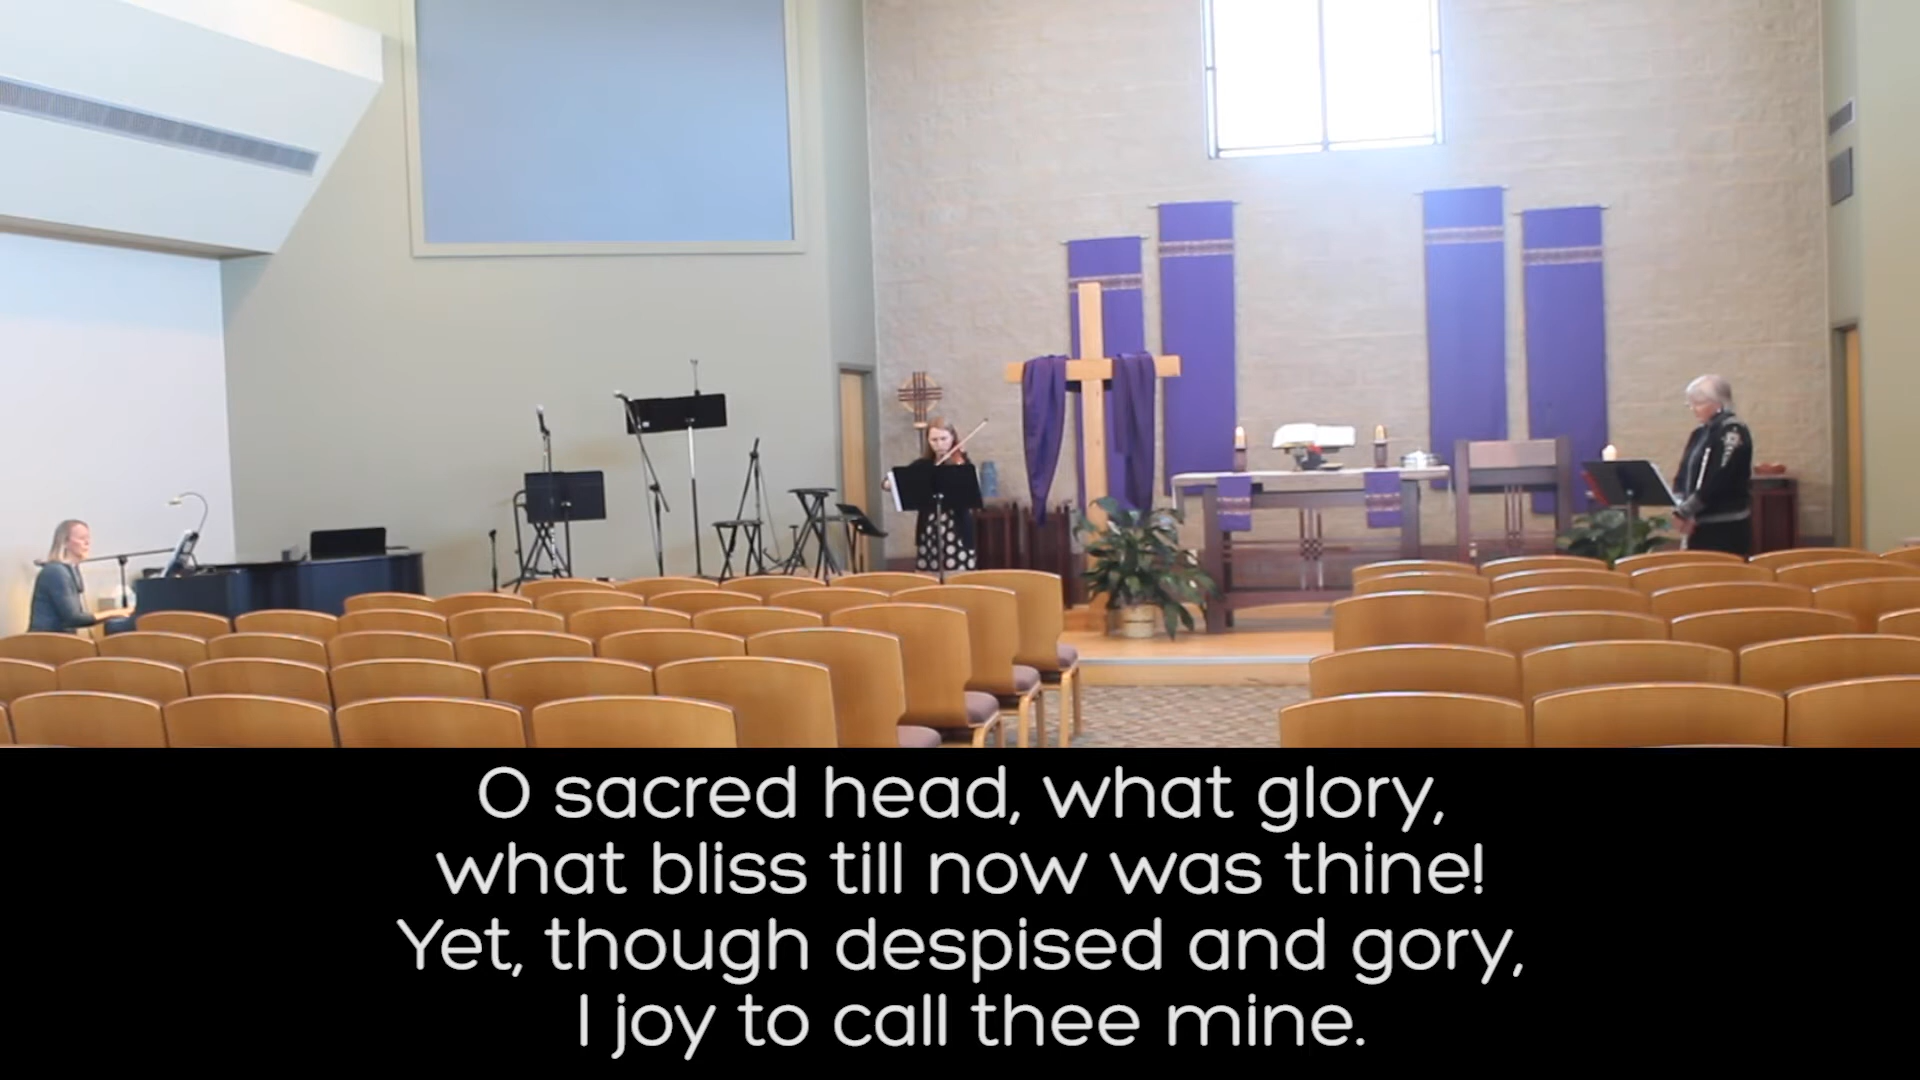 O sacred head, what glory,
what bliss till now was thine!
Yet, though despised and gory,
I joy to call thee mine.